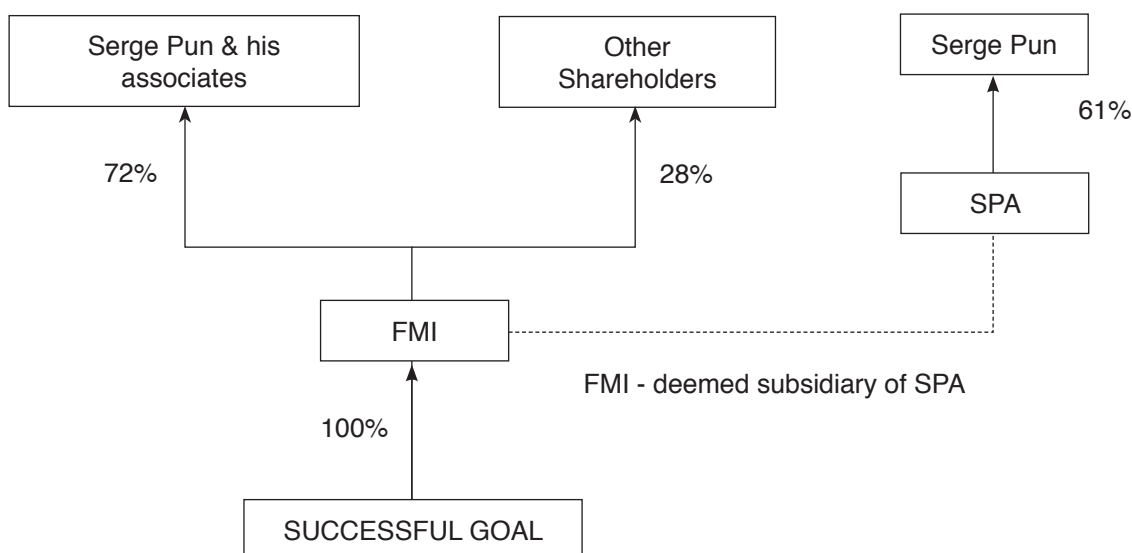 Serge Pun & his
associates
Other
Shareholders
Serge Pun
61%
72%
28%
SPA
FMI
FMI - deemed subsidiary of SPA
100%
SUCCESSFUL GOAL